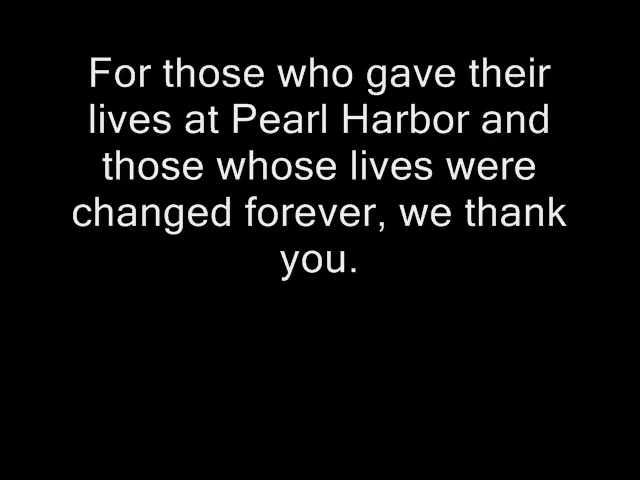 For those who gave their
lives at Pearl Harbor and
those whose lives were
changed forever, we thank
you.